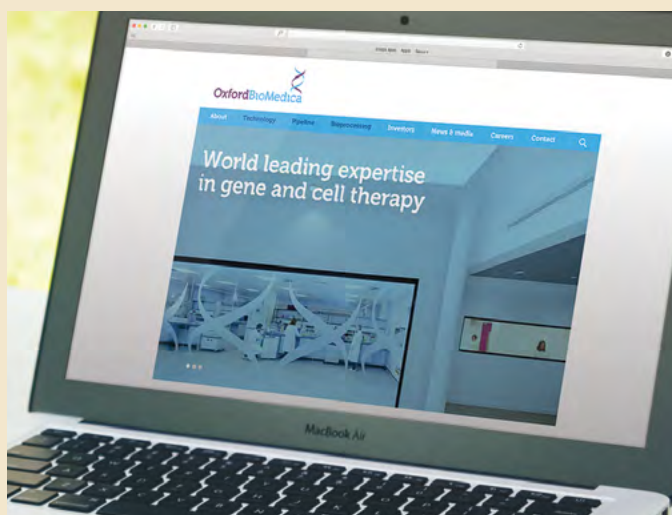 OxfordBioMedica
About Technology Pipeline Bioprocessing Investors News & media Careers Contact
World leading expertise
in gene and cell therapy
MacBook Air